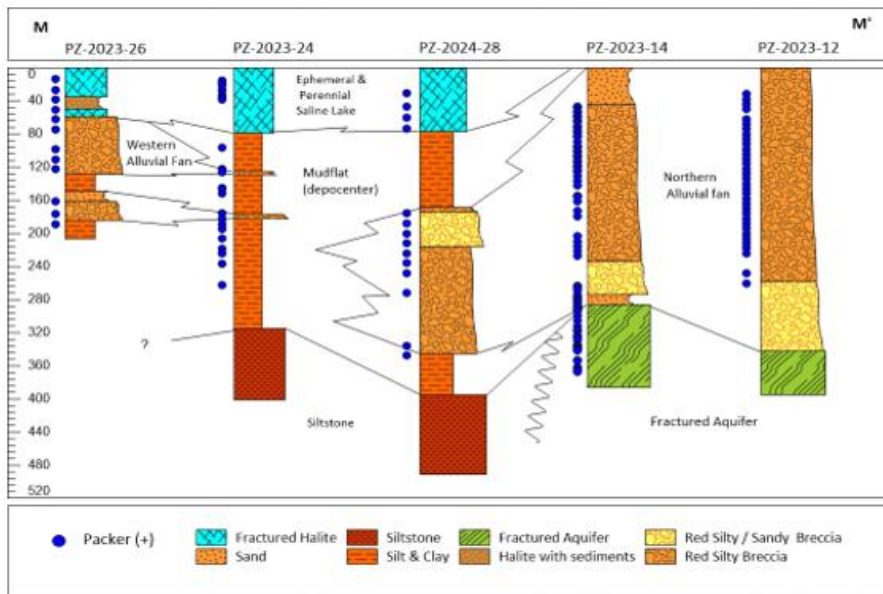 M M'
PZ-2023-26 PZ-2023-24 PZ-2024-28 PZ-2023-14 PZ-2023-12
0
40
80
120
160
200
240
280
320
360
400
440
480
520
Ephemeral &
Perennial
Saline Lake
Western
Alluvial Fan
Mudflat
(depocenter)
Northern
Alluvial fan
?
Siltstone
Fractured Aquifer
Packer (+)
Fractured Halite Siltstone Fractured Aquifer Red Silty / Sandy Breccia
Sand Silt & Clay Halite with sediments Red Silty Breccia